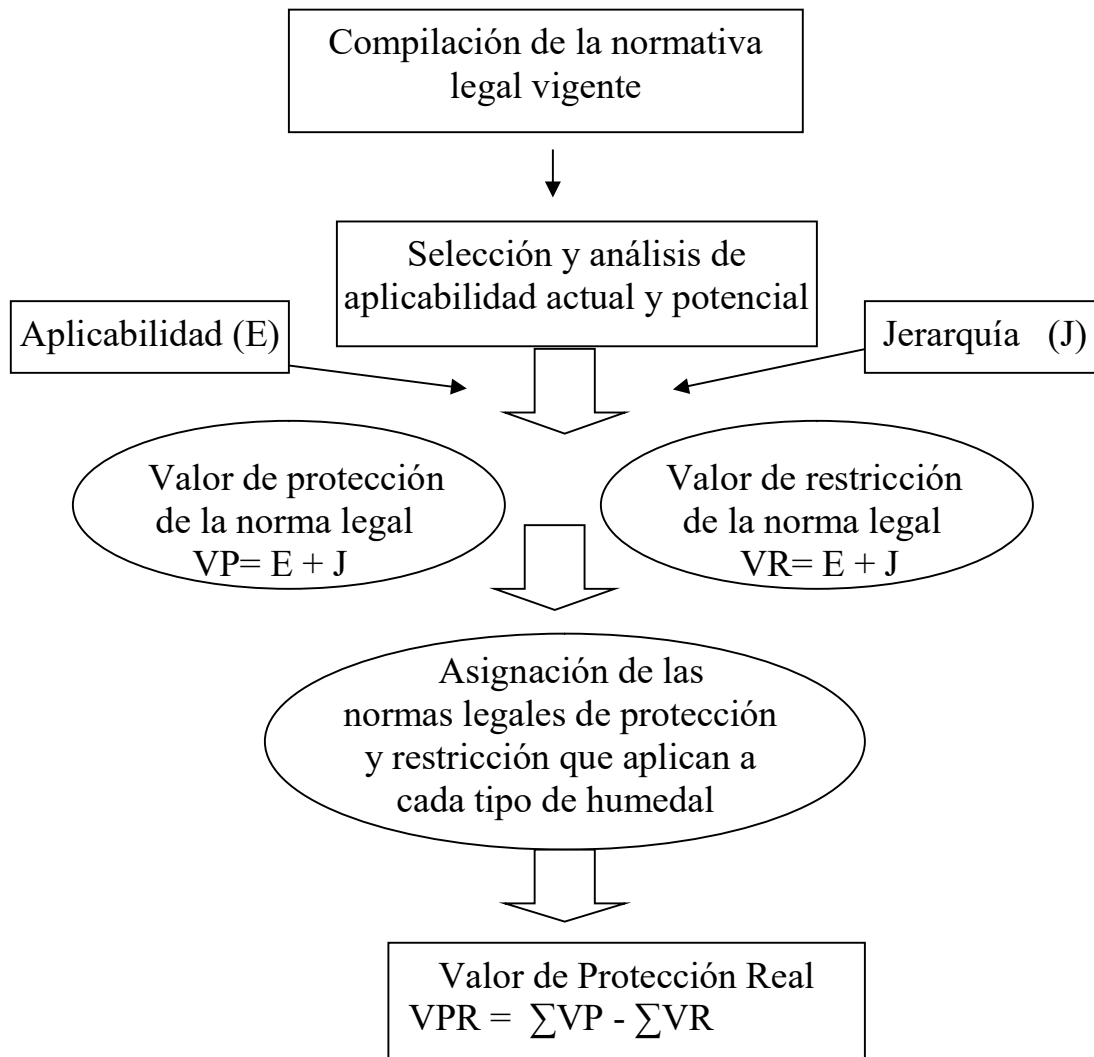 Compilación de la normativa
legal vigente
Selección y análisis de
aplicabilidad actual y potencial
Aplicabilidad (E)
Jerarquía (J)
Valor de protección
de la norma legal
VP= E + J
Valor de restricción
de la norma legal
VR= E + J
Asignación de las
normas legales de protección
y restricción que aplican a
cada tipo de humedal
Valor de Protección Real
VPR = ∑VP - ∑VR